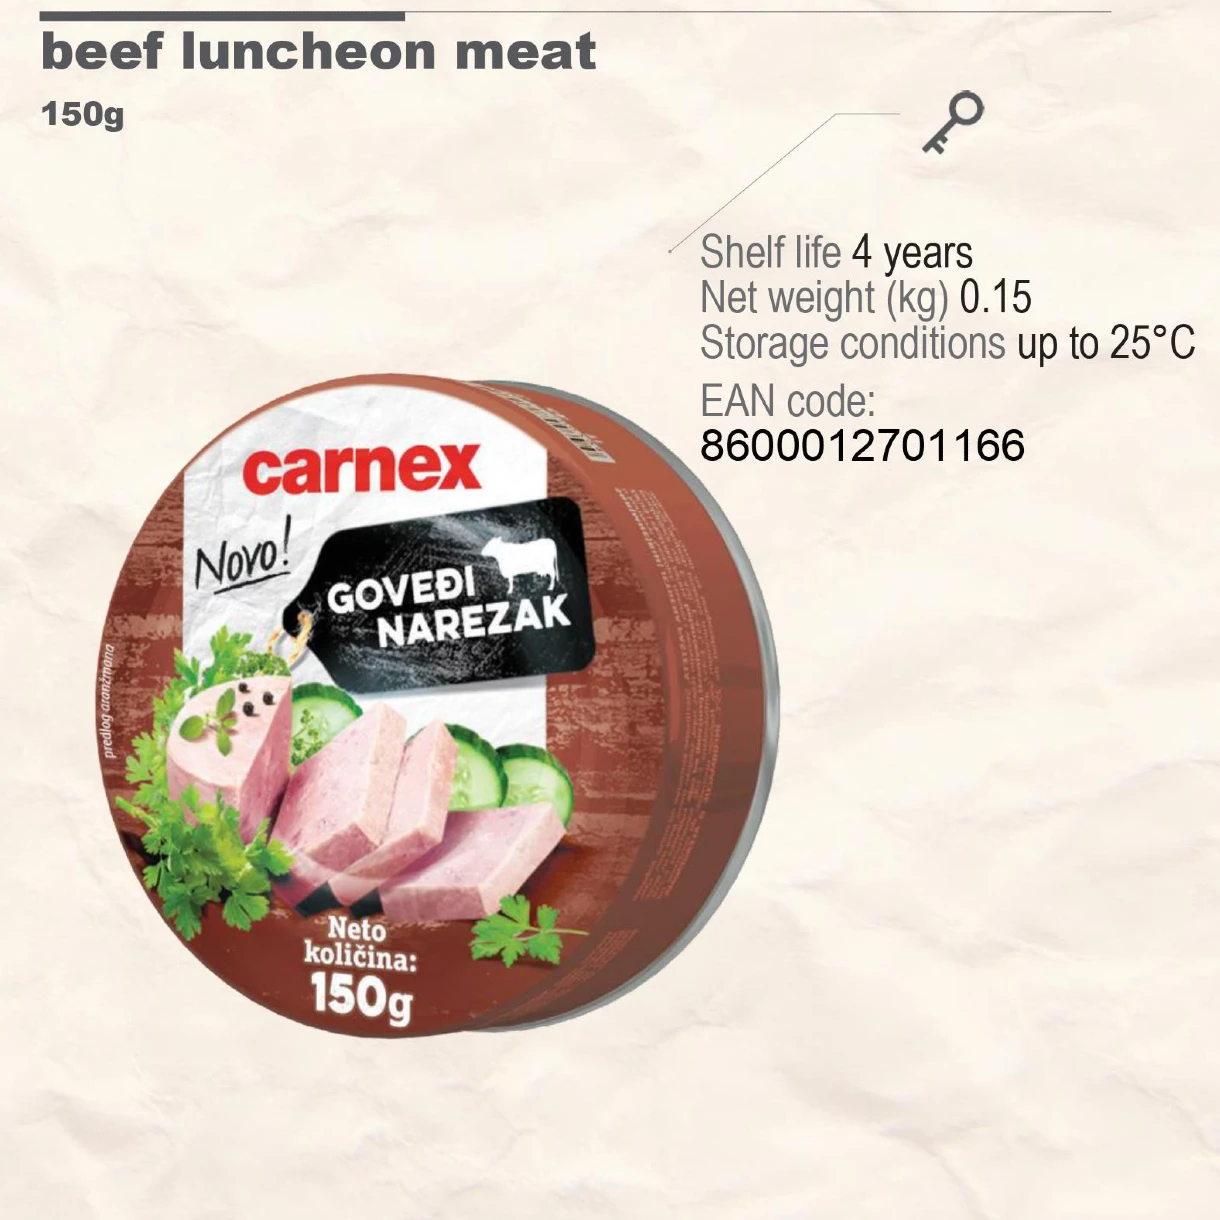 beef luncheon meat
150g
Shelf life 4 years
Net weight (kg) 0.15
Storage conditions up to 25°C
EAN code:
8600012701166
carnex
Novo!
GOVEĐI
NAREZAK
predlog aranžmana
Neto
količina:
150g